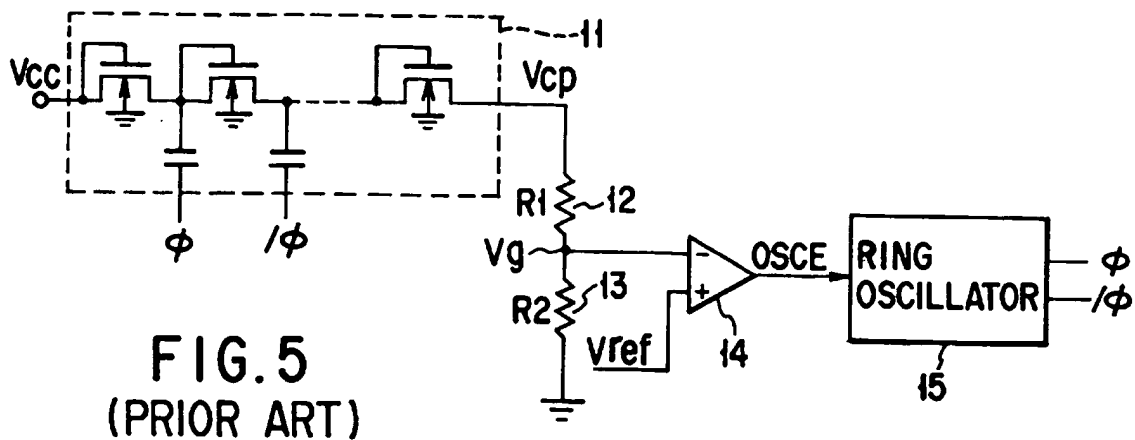 11
Vcc
Vcp
ϕ
/ϕ
R1
12
Vg
R2
13
Vref
-
+
14
OSCE
RING
OSCILLATOR
15
ϕ
/ϕ
FIG.5
(PRIOR ART)